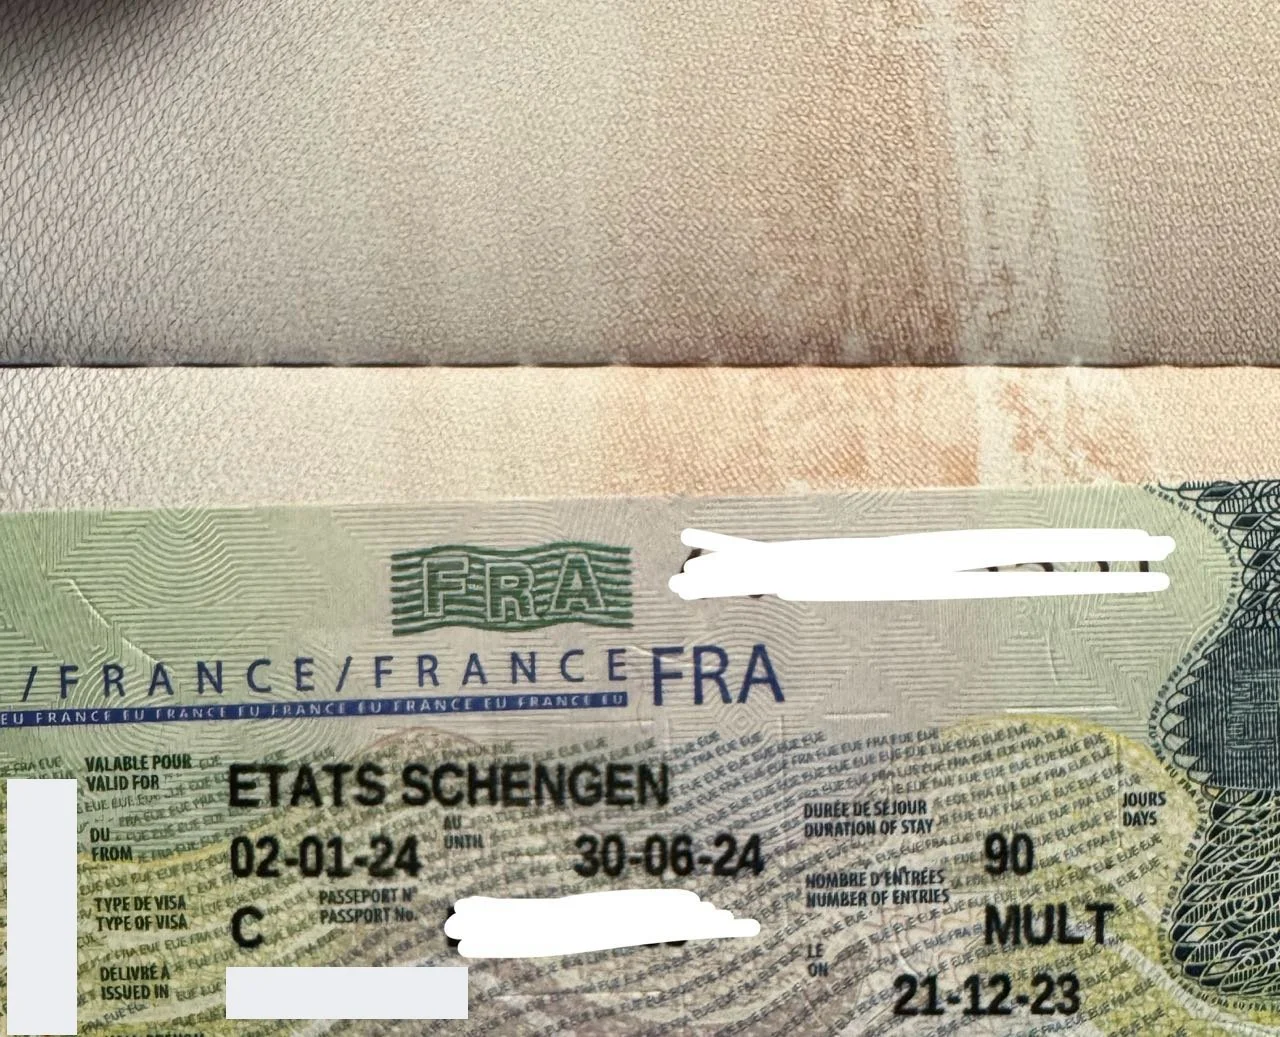 FRA
/FRANCE/FRANCE FRA
EU FRANCE EU FRANCE EU FRANCE EU FRANCE EU FRANCE EU
VALABLE POUR
VALID FOR
ETATS SCHENGEN
DU
FROM
02-01-24
AU
UNTIL
30-06-24
DURÉE DE SÉJOUR
DURATION OF STAY
90
JOURS
DAYS
TYPE DE VISA
TYPE OF VISA
C
PASSEPORT N°
PASSPORT No.
NOMBRE D'ENTRÉES
NUMBER OF ENTRIES
MULT
DELIVRÉ À
ISSUED IN
LE
ON
21-12-23